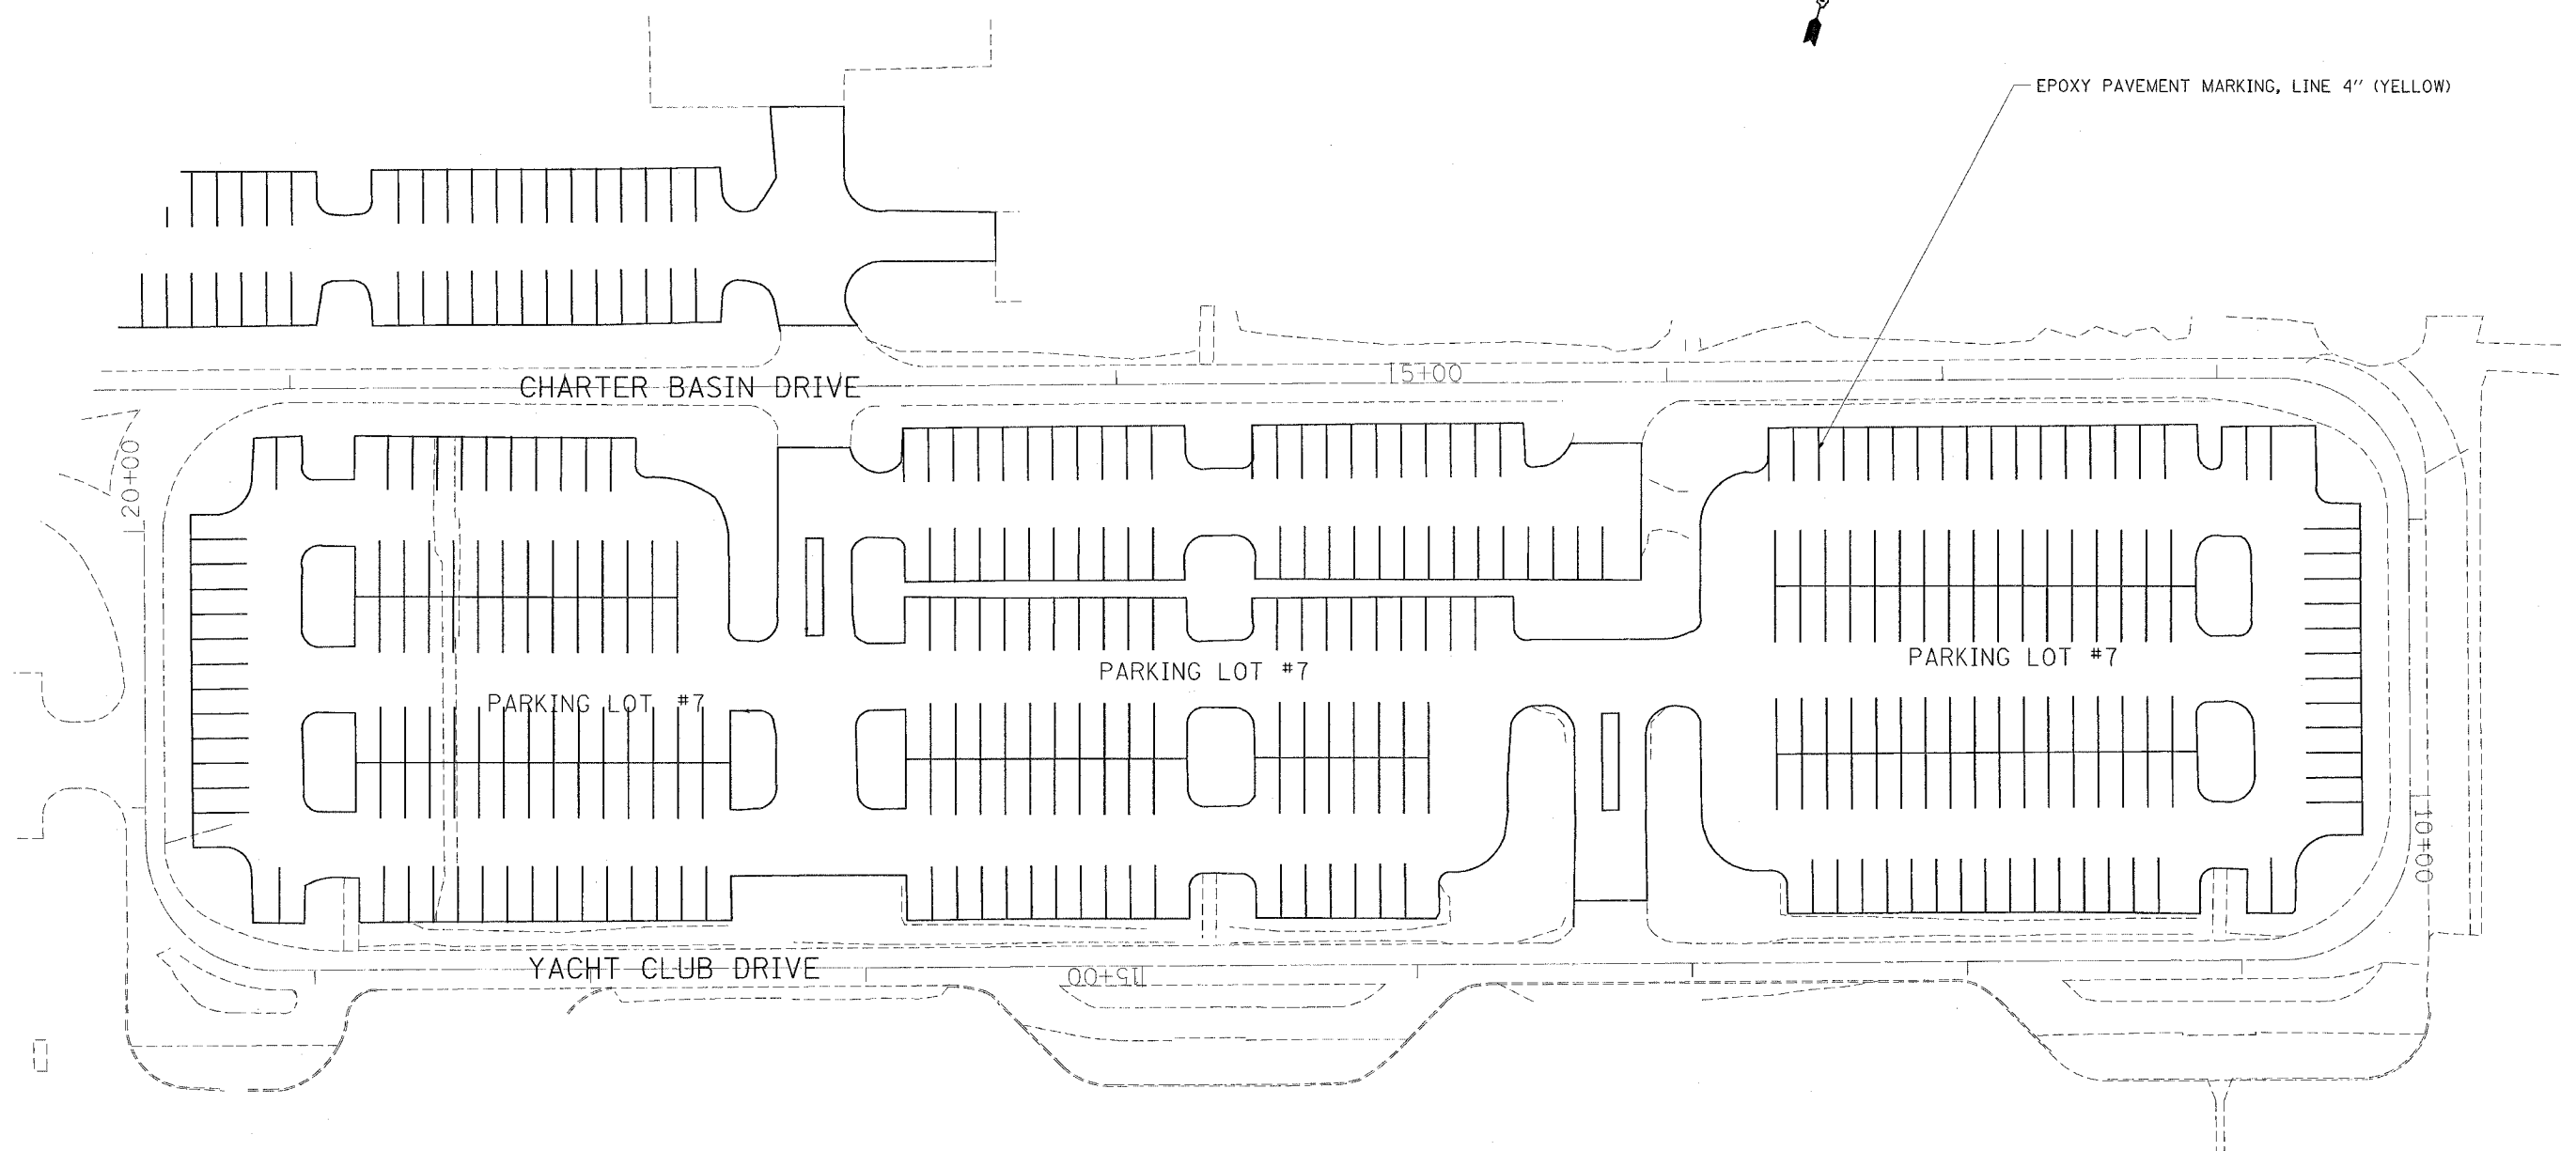 EPOXY PAVEMENT MARKING, LINE 4" (YELLOW)
15+00
CHARTER BASIN DRIVE
20+00
PARKING LOT #7
PARKING LOT #7
PARKING LOT #7
10+00
YACHT CLUB DRIVE
15+00